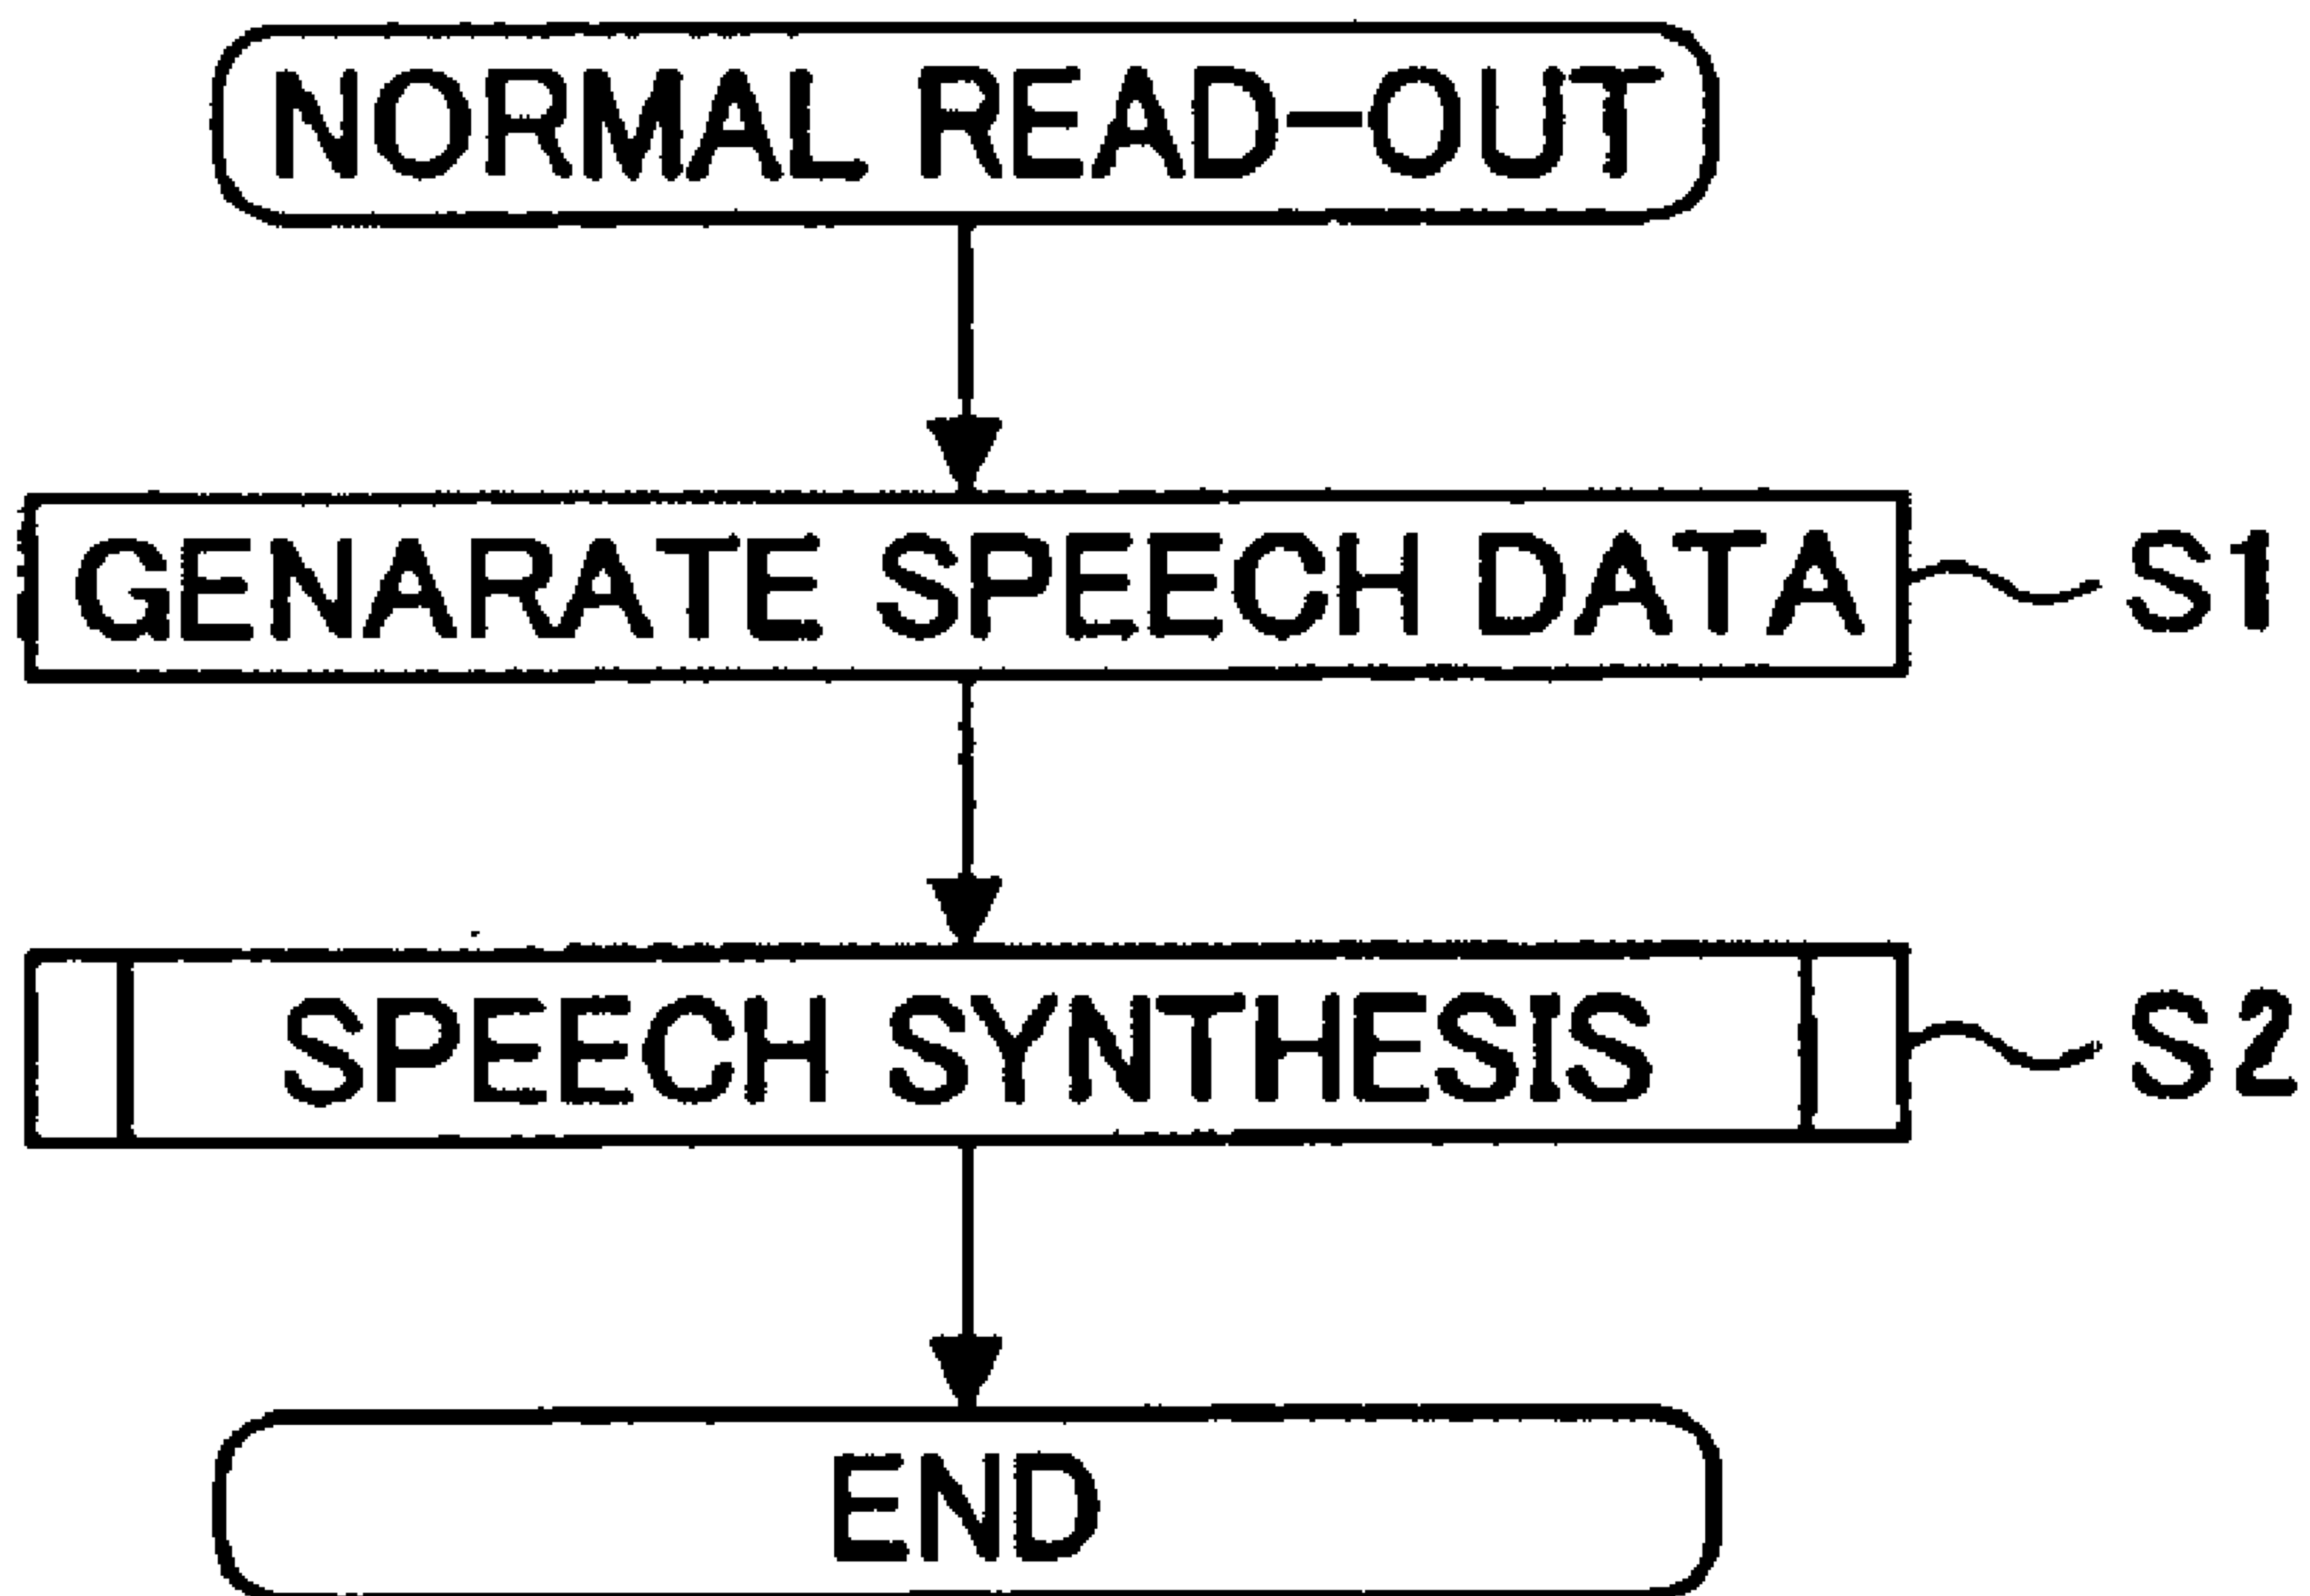 NORMAL READ-OUT
GENARATE SPEECH DATA S1
SPEECH SYNTHESIS S2
END